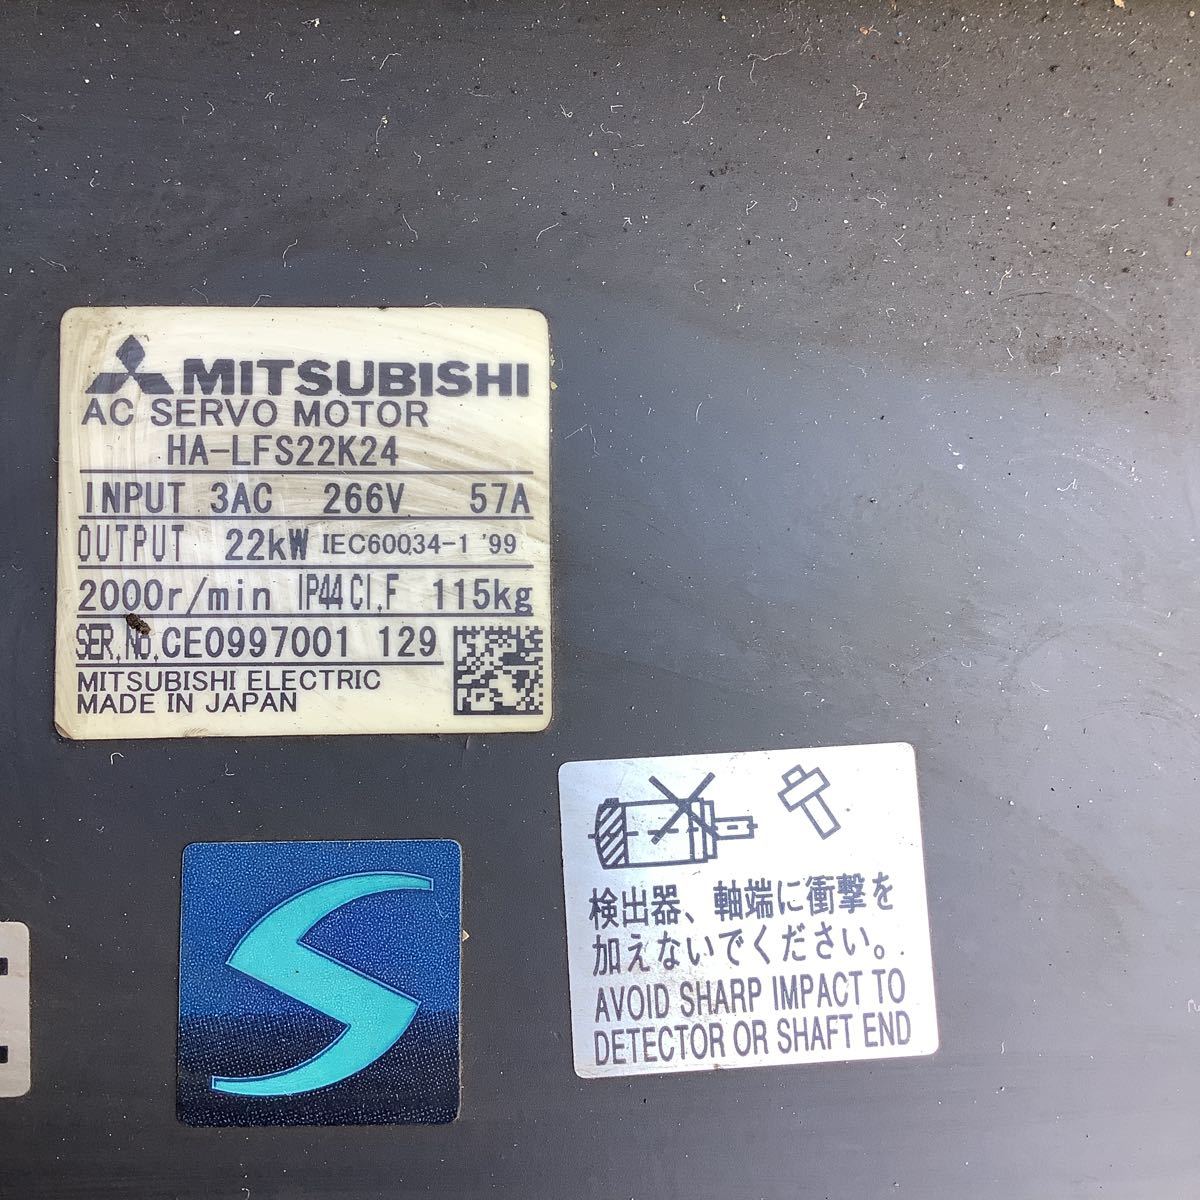 MITSUBISHI
AC SERVO MOTOR
HA-LFS22K24
INPUT 3AC 266V 57A
OUTPUT 22kW IEC60034-1 '99
2000r/min IP44 CI.F 115kg
SER.No.CE0997001 129
MITSUBISHI ELECTRIC
MADE IN JAPAN
S
検出器、軸端に衝撃を
加えないでください。
AVOID SHARP IMPACT TO
DETECTOR OR SHAFT END